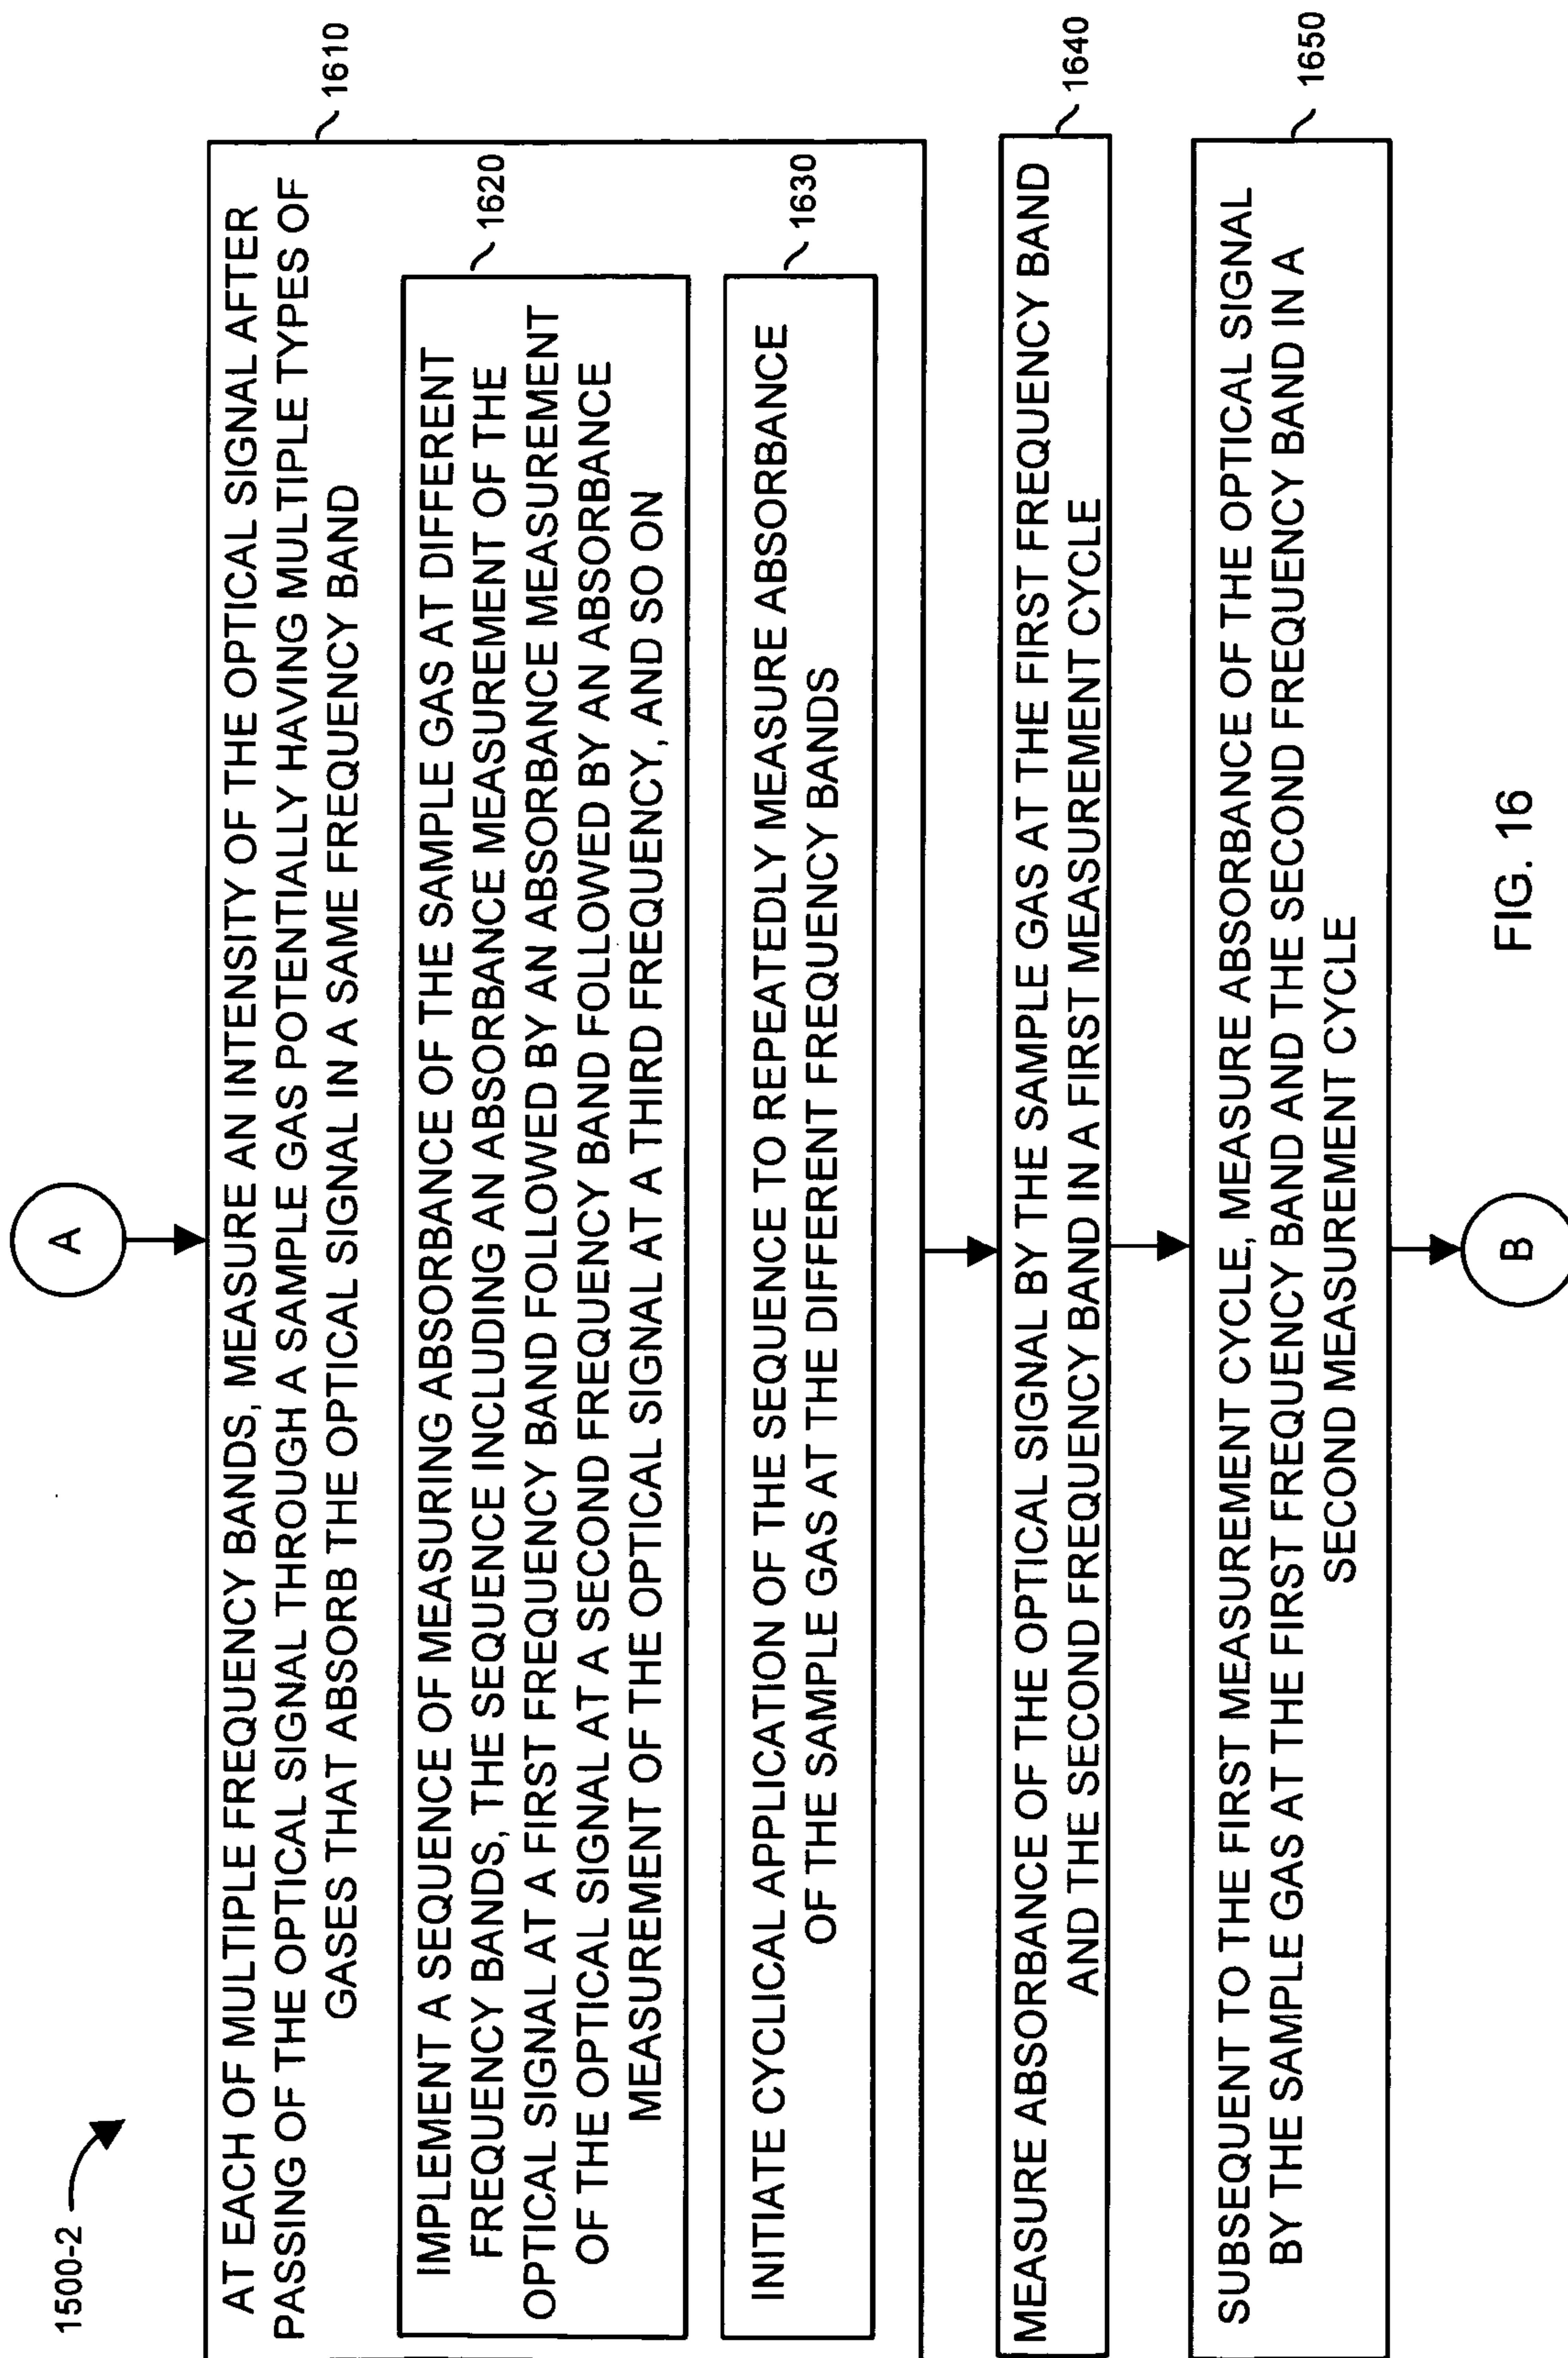 1500-2
A
AT EACH OF MULTIPLE FREQUENCY BANDS, MEASURE AN INTENSITY OF THE OPTICAL SIGNAL AFTER
PASSING OF THE OPTICAL SIGNAL THROUGH A SAMPLE GAS POTENTIALLY HAVING MULTIPLE TYPES OF
GASES THAT ABSORB THE OPTICAL SIGNAL IN A SAME FREQUENCY BAND
1610
IMPLEMENT A SEQUENCE OF MEASURING ABSORBANCE OF THE SAMPLE GAS AT DIFFERENT
FREQUENCY BANDS, THE SEQUENCE INCLUDING AN ABSORBANCE MEASUREMENT OF THE
OPTICAL SIGNAL AT A FIRST FREQUENCY BAND FOLLOWED BY AN ABSORBANCE MEASUREMENT
OF THE OPTICAL SIGNAL AT A SECOND FREQUENCY BAND FOLLOWED BY AN ABSORBANCE
MEASUREMENT OF THE OPTICAL SIGNAL AT A THIRD FREQUENCY, AND SO ON
1620
INITIATE CYCLICAL APPLICATION OF THE SEQUENCE TO REPEATEDLY MEASURE ABSORBANCE
OF THE SAMPLE GAS AT THE DIFFERENT FREQUENCY BANDS
1630
MEASURE ABSORBANCE OF THE OPTICAL SIGNAL BY THE SAMPLE GAS AT THE FIRST FREQUENCY BAND
AND THE SECOND FREQUENCY BAND IN A FIRST MEASUREMENT CYCLE
1640
SUBSEQUENT TO THE FIRST MEASUREMENT CYCLE, MEASURE ABSORBANCE OF THE OPTICAL SIGNAL
BY THE SAMPLE GAS AT THE FIRST FREQUENCY BAND AND THE SECOND FREQUENCY BAND IN A
SECOND MEASUREMENT CYCLE
1650
B
FIG. 16